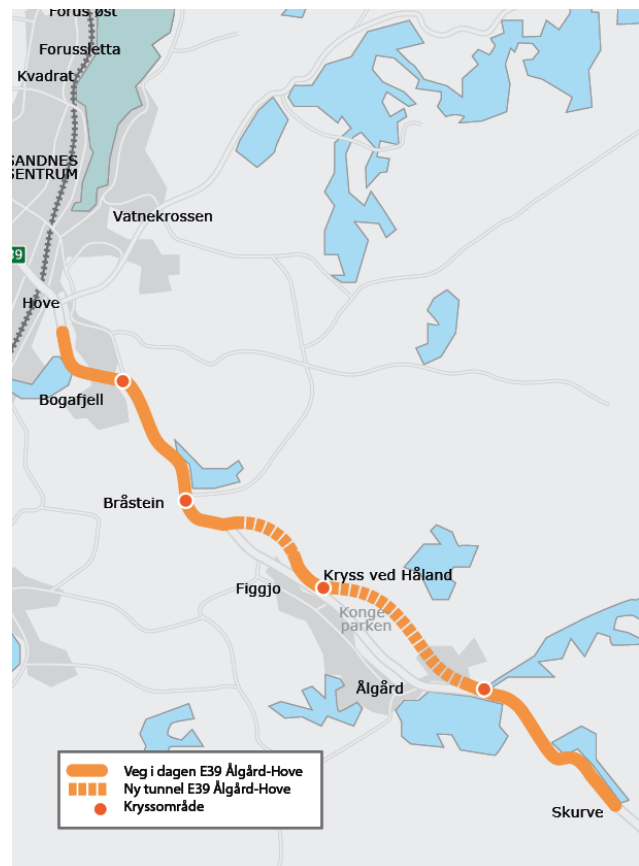 Forus øst
Forussletta
Kvadrat
SANDNES
SENTRUM
Vatnekrossen
39
Hove
Bogafjell
Bråstein
Kryss ved Håland
Figgjo
Konge
parken
Ålgård
Skurve
Veg i dagen E39 Ålgård-Hove
Ny tunnel E39 Ålgård-Hove
Kryssområde